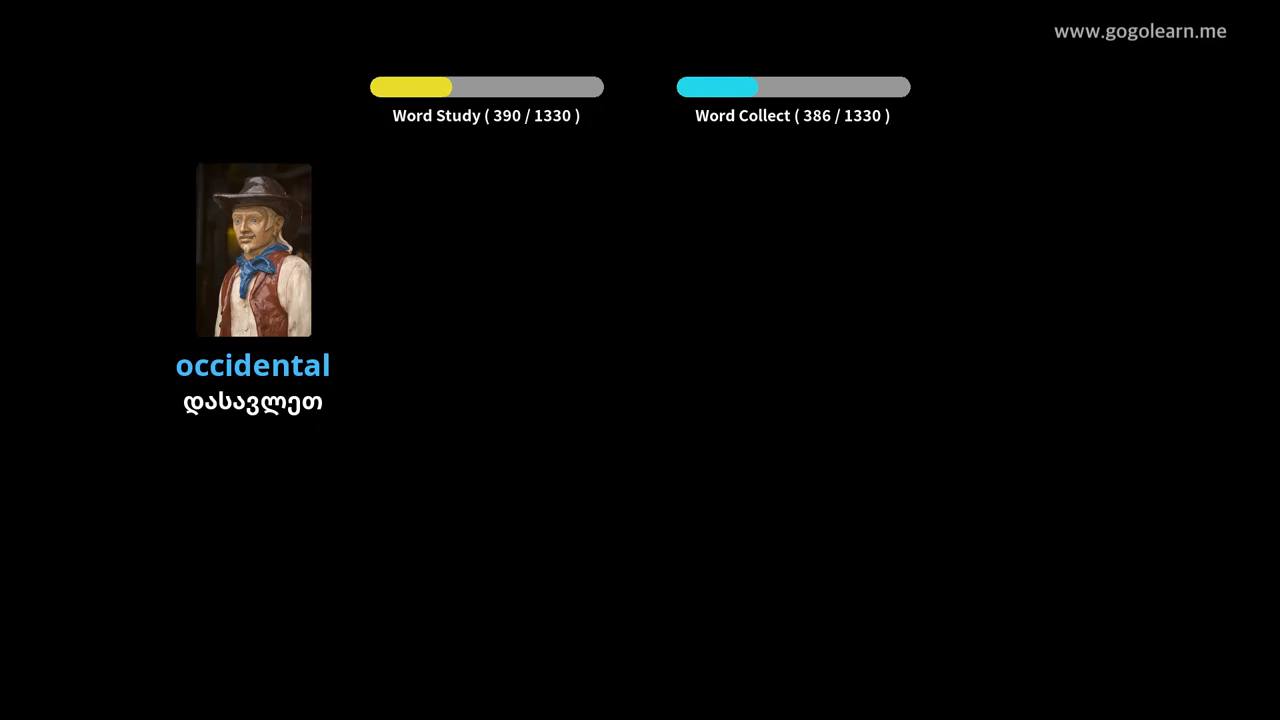 www.gogolearn.me
Word Study ( 390 / 1330 )
Word Collect ( 386 / 1330 )
occidental
დასავლეთ